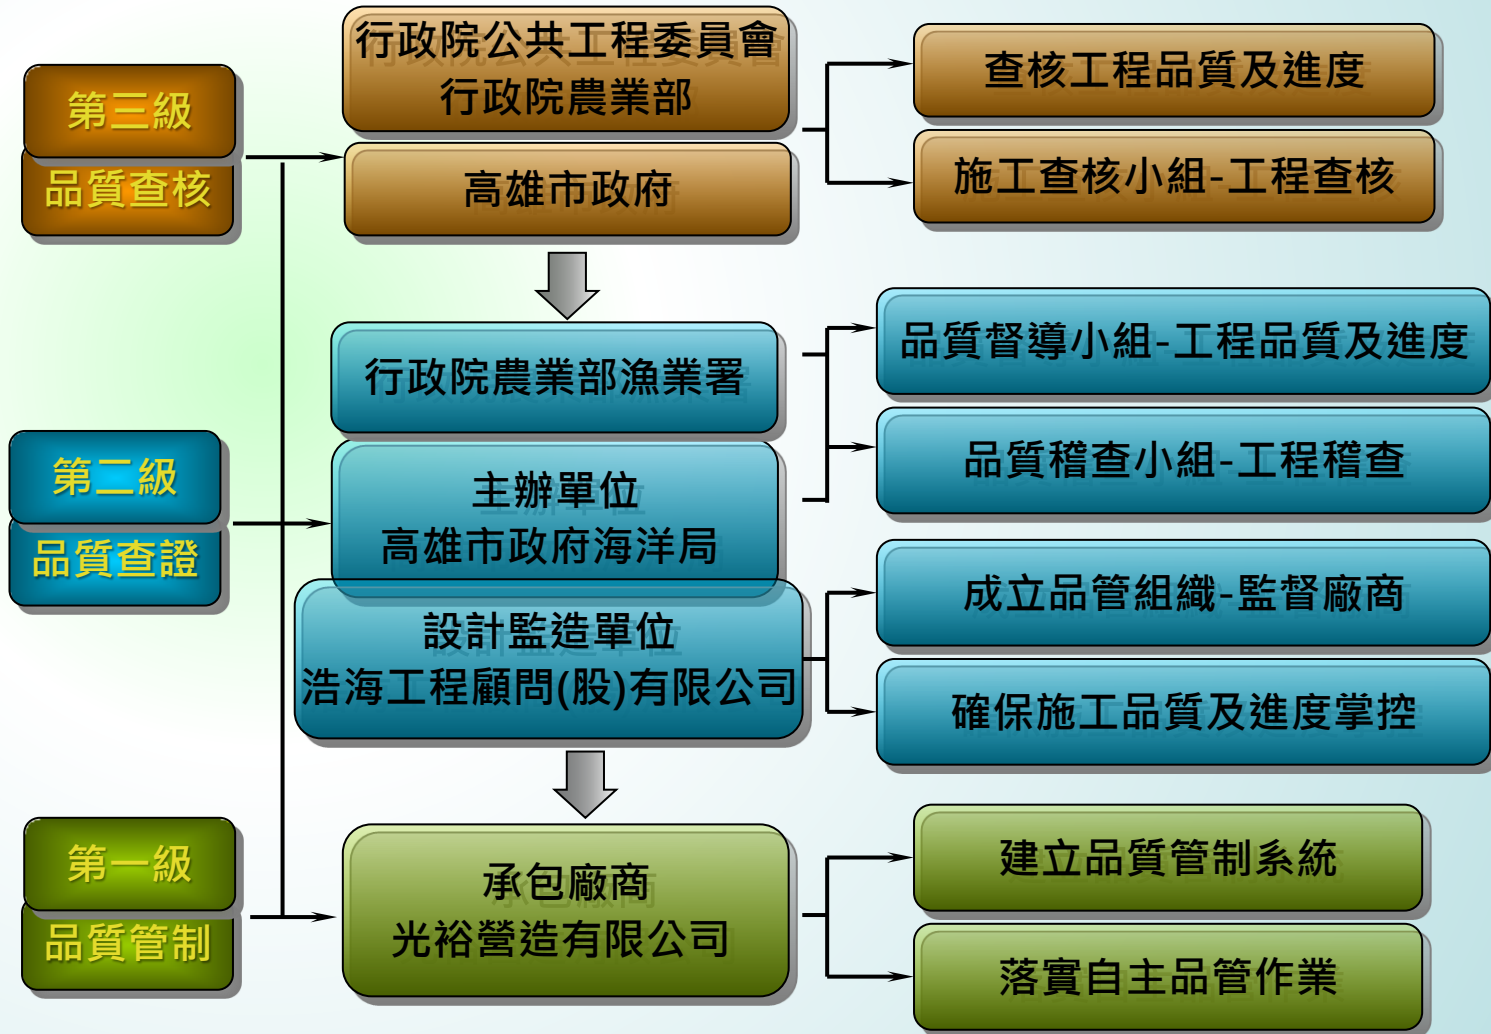 第三級
品質查核
行政院公共工程委員會
行政院農業部
高雄市政府
查核工程品質及進度
施工查核小組-工程查核
第二級
品質查證
行政院農業部漁業署
主辦單位
高雄市政府海洋局
設計監造單位
浩海工程顧問(股)有限公司
品質督導小組-工程品質及進度
品質稽查小組-工程稽查
成立品管組織-監督廠商
確保施工品質及進度掌控
第一級
品質管制
承包廠商
光裕營造有限公司
建立品質管制系統
落實自主品管作業